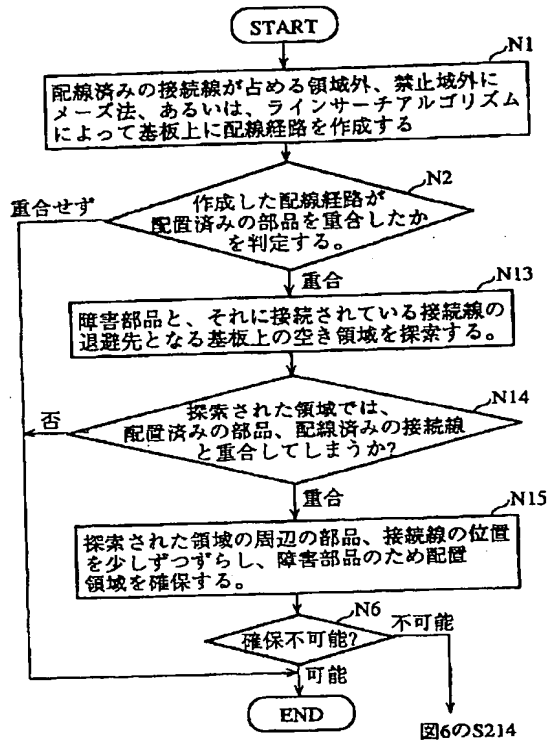 START
N1
配線済みの接続線が占める領域外、禁止域外に
メーズ法、あるいは、ラインサーチアルゴリズム
によって基板上に配線経路を作成する
N2
作成した配線経路が
配置済みの部品を重合したか
を判定する。
重合せず
重合
N13
障害部品と、それに接続されている接続線の
退避先となる基板上の空き領域を探索する。
N14
探索された領域では、
配置済みの部品、配線済みの接続線
と重合してしまうか?
否
重合
N15
探索された領域の周辺の部品、接続線の位置
を少しずつずらし、障害部品のため配置
領域を確保する。
N6
確保不可能?
不可能
可能
END
図6のS214